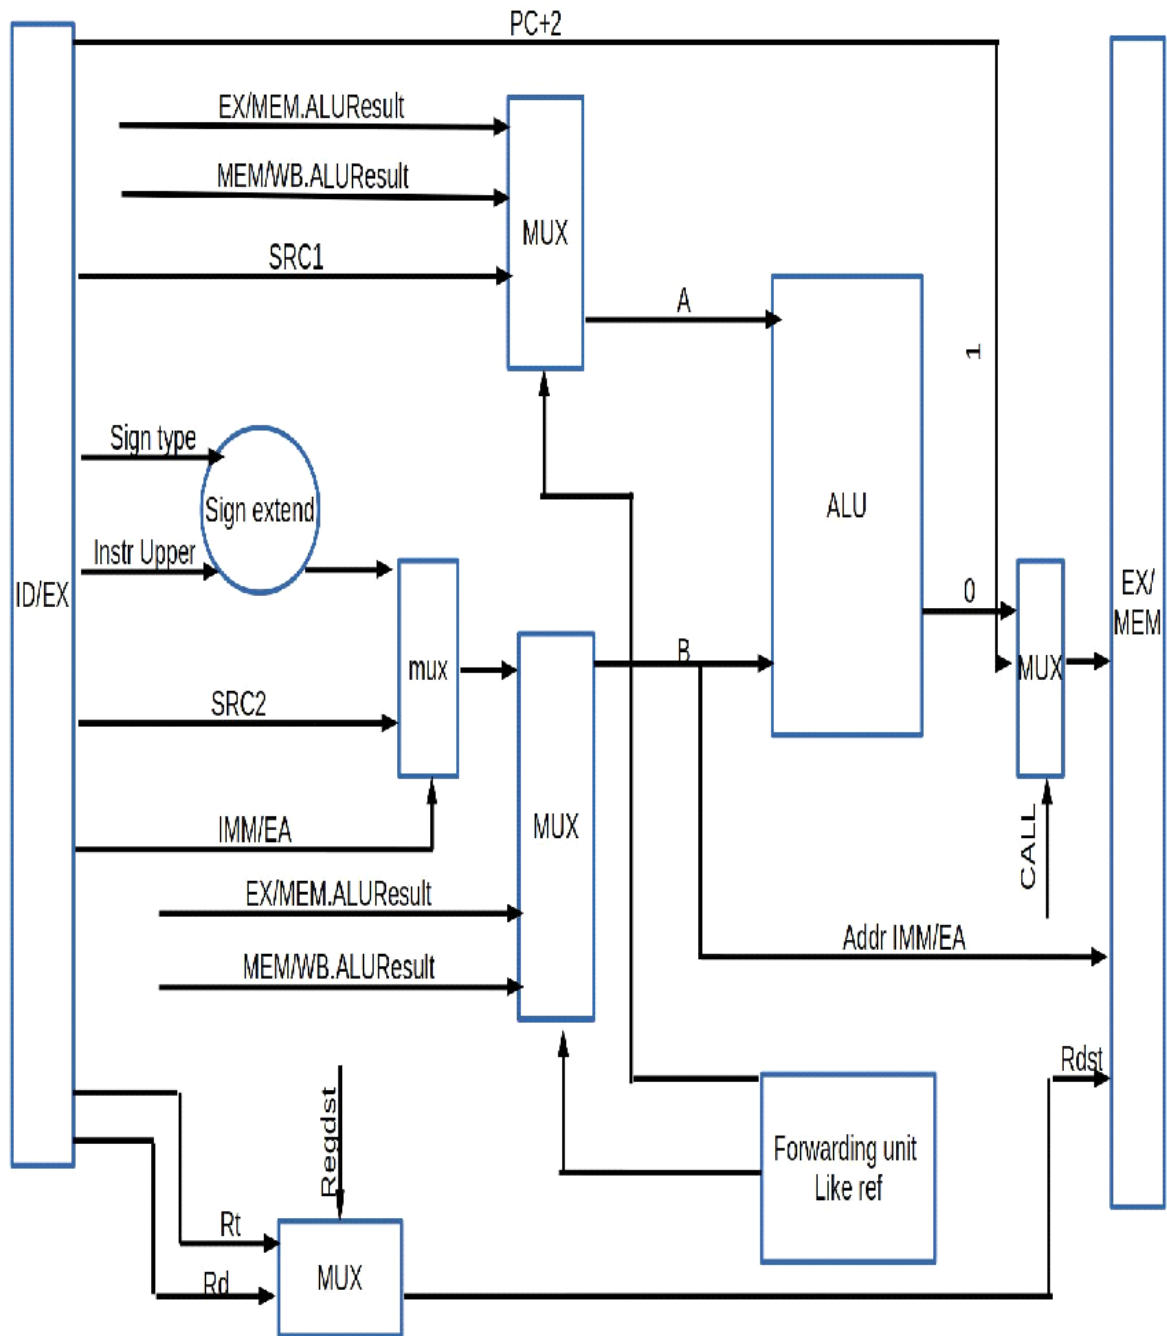 PC+2
EX/MEM.ALUResult
MEM/WB.ALUResult
MUX
SRC1
A
1
Sign type
Sign extend
ALU
Instr Upper
ID/EX
EX/
MEM
0
mux
B
MUX
SRC2
IMM/EA
MUX
CALL
EX/MEM.ALUResult
Addr IMM/EA
MEM/WB.ALUResult
Rdst
Regdst
Forwarding unit
Like ref
Rt
Rd
MUX